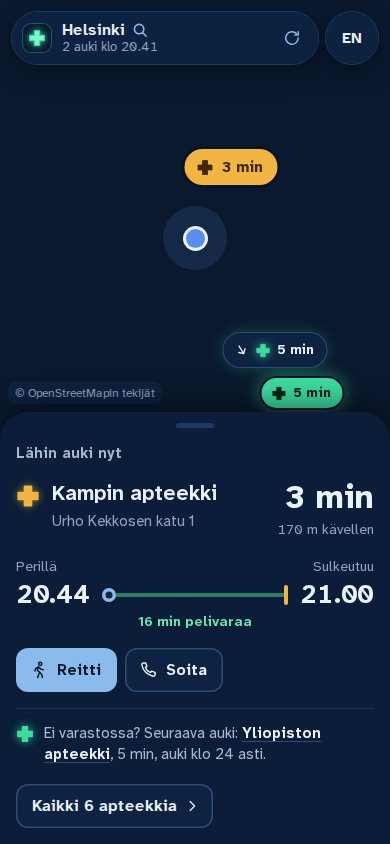 Helsinki
2 auki klo 20.41
EN
3 min
5 min
5 min
© OpenStreetMapin tekijät
Lähin auki nyt
Kampin apteekki
3 min
Urho Kekkosen katu 1
170 m kävellen
Perillä
Sulkeutuu
20.44
21.00
16 min pelivaraa
Reitti
Soita
Ei varastossa? Seuraava auki: Yliopiston
apteekki, 5 min, auki klo 24 asti.
Kaikki 6 apteekkia